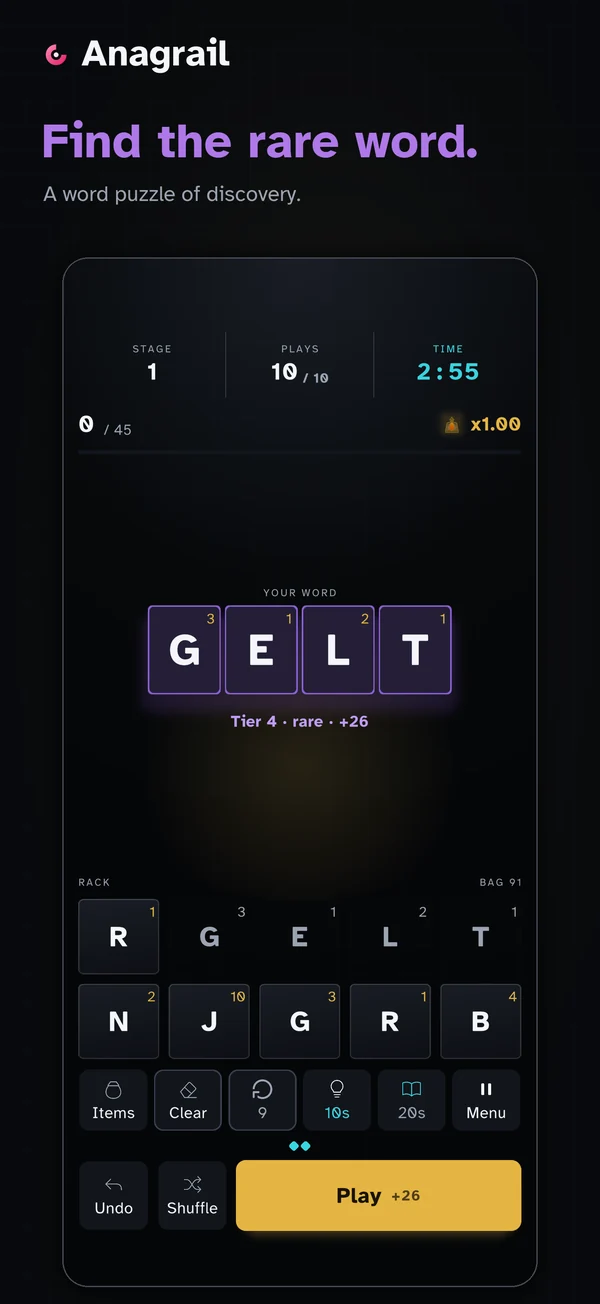 Anagrail
Find the rare word.
A word puzzle of discovery.
STAGE PLAYS TIME
1 10 / 10 2:55
0 / 45 x1.00
YOUR WORD
3 1 2 1
G E L T
Tier 4 · rare · +26
RACK BAG 91
1 3 1 2 1
R G E L T
2 10 3 1 4
N J G R B
Items Clear 9 10s 20s Menu
Undo Shuffle Play +26